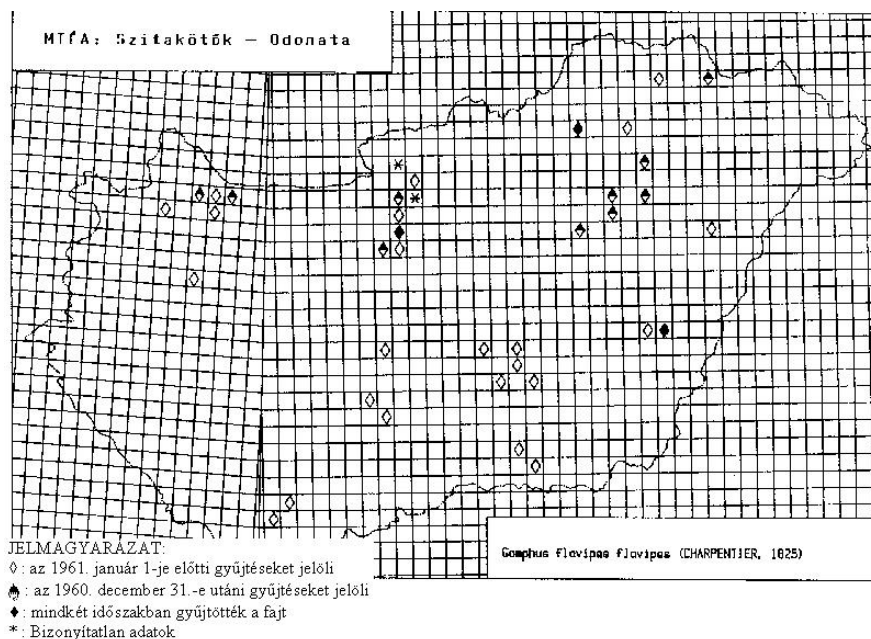 MTfA: Szitakötők – Odonata
Gomphus flavipes flavipes (CHARPENTIER, 1825)
JELMAGYARÁZAT:
◊ : az 1961. január 1-je előtti gyűjtéseket jelöli
: az 1960. december 31.-e utáni gyűjtéseket jelöli
♦ : mindkét időszakban gyűjtötték a fajt
* : Bizonyítatlan adatok